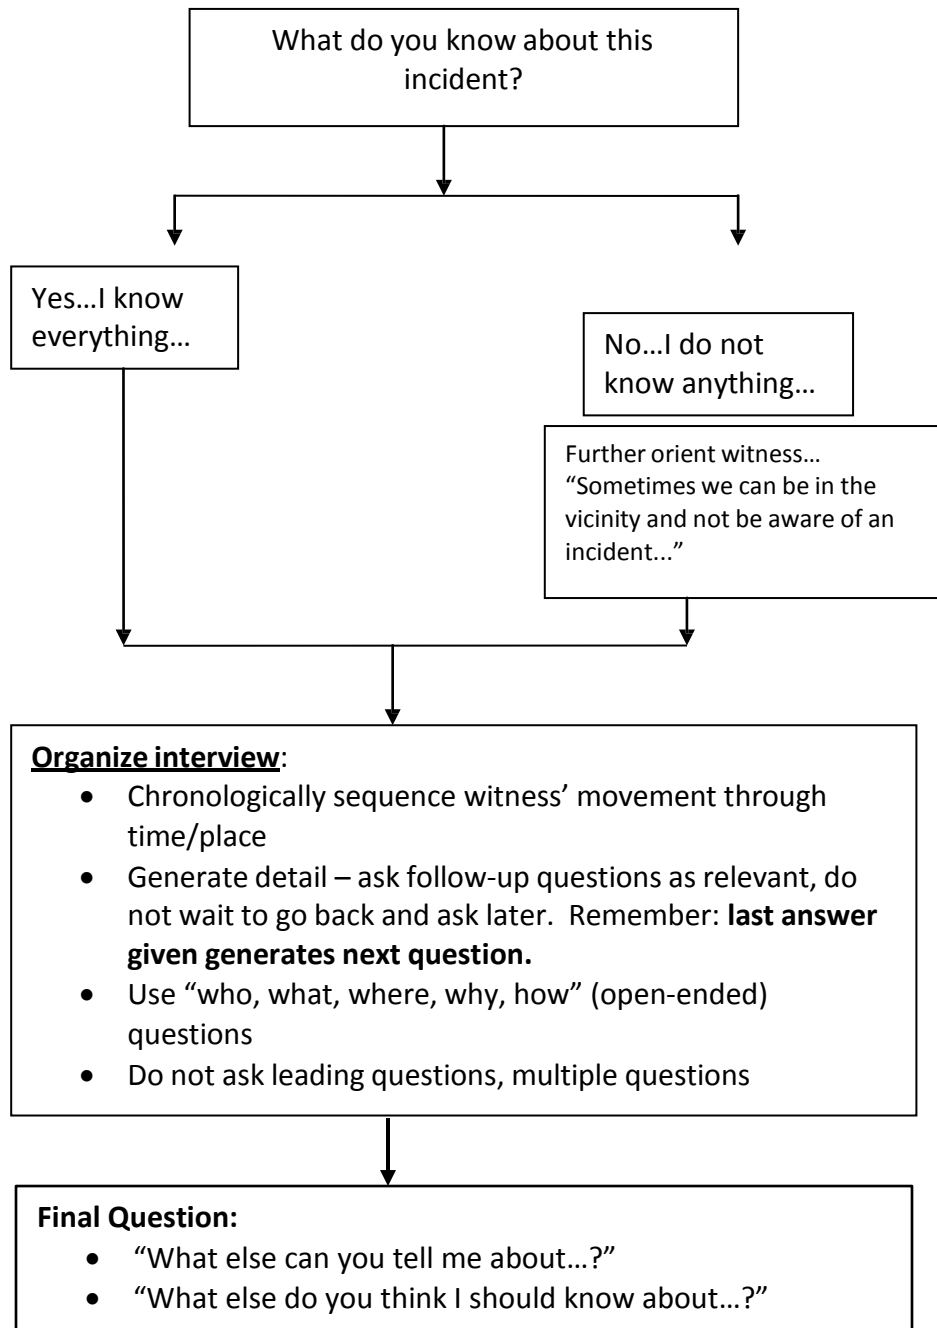 What do you know about this
incident?
Yes…I know
everything…
No…I do not
know anything…
Further orient witness…
“Sometimes we can be in the
vicinity and not be aware of an
incident...”
Organize interview:
• Chronologically sequence witness’ movement through
time/place
• Generate detail – ask follow-up questions as relevant, do
not wait to go back and ask later.  Remember: last answer
given generates next question.
• Use “who, what, where, why, how” (open-ended)
questions
• Do not ask leading questions, multiple questions
Final Question:
• “What else can you tell me about…?”
• “What else do you think I should know about…?”